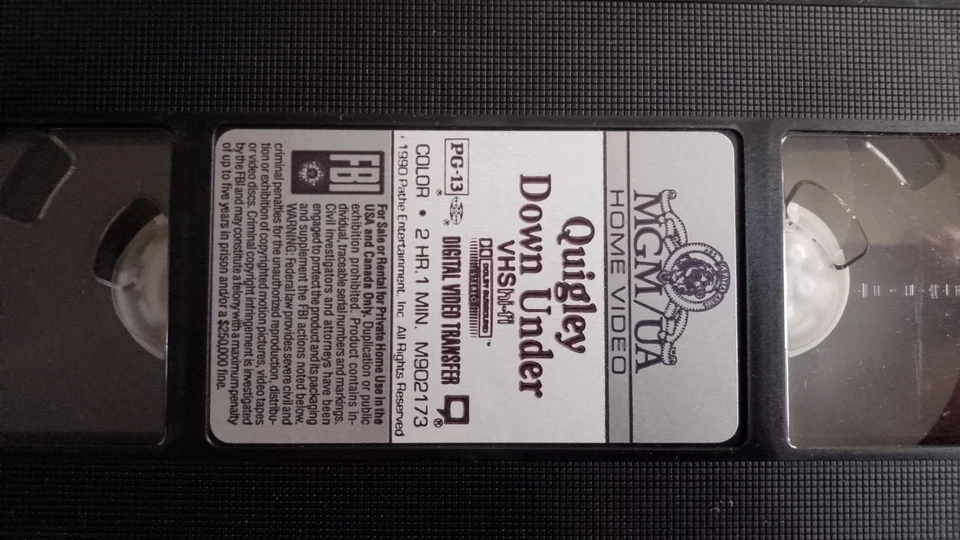 MGM/UA
HOME VIDEO
Quigley
Down Under
VHS hi-fi
DOLBY SURROUND
STEREO
PG-13 ® DIGITAL VIDEO TRANSFER ®
COLOR • 2 HR. 1 MIN. M902173
1990 Pathe Entertainment, Inc. All Rights Reserved
FBI
For Sale or Rental for Private Home Use in the
USA and Canada Only. Duplication or public
exhibition prohibited. Product contains in-
dividual, traceable serial numbers and markings.
Civil investigators and attorneys have been
engaged to protect the product and its packaging
and supplement the FBI actions noted below.
WARNING: Federal law provides severe civil and
criminal penalties for the unauthorized reproduction, distribu-
tion or exhibition of copyrighted motion pictures, video tapes
or video discs. Criminal copyright infringement is investigated
by the FBI and may constitute a felony with a maximum penalty
of up to five years in prison and/or a $250,000 fine.